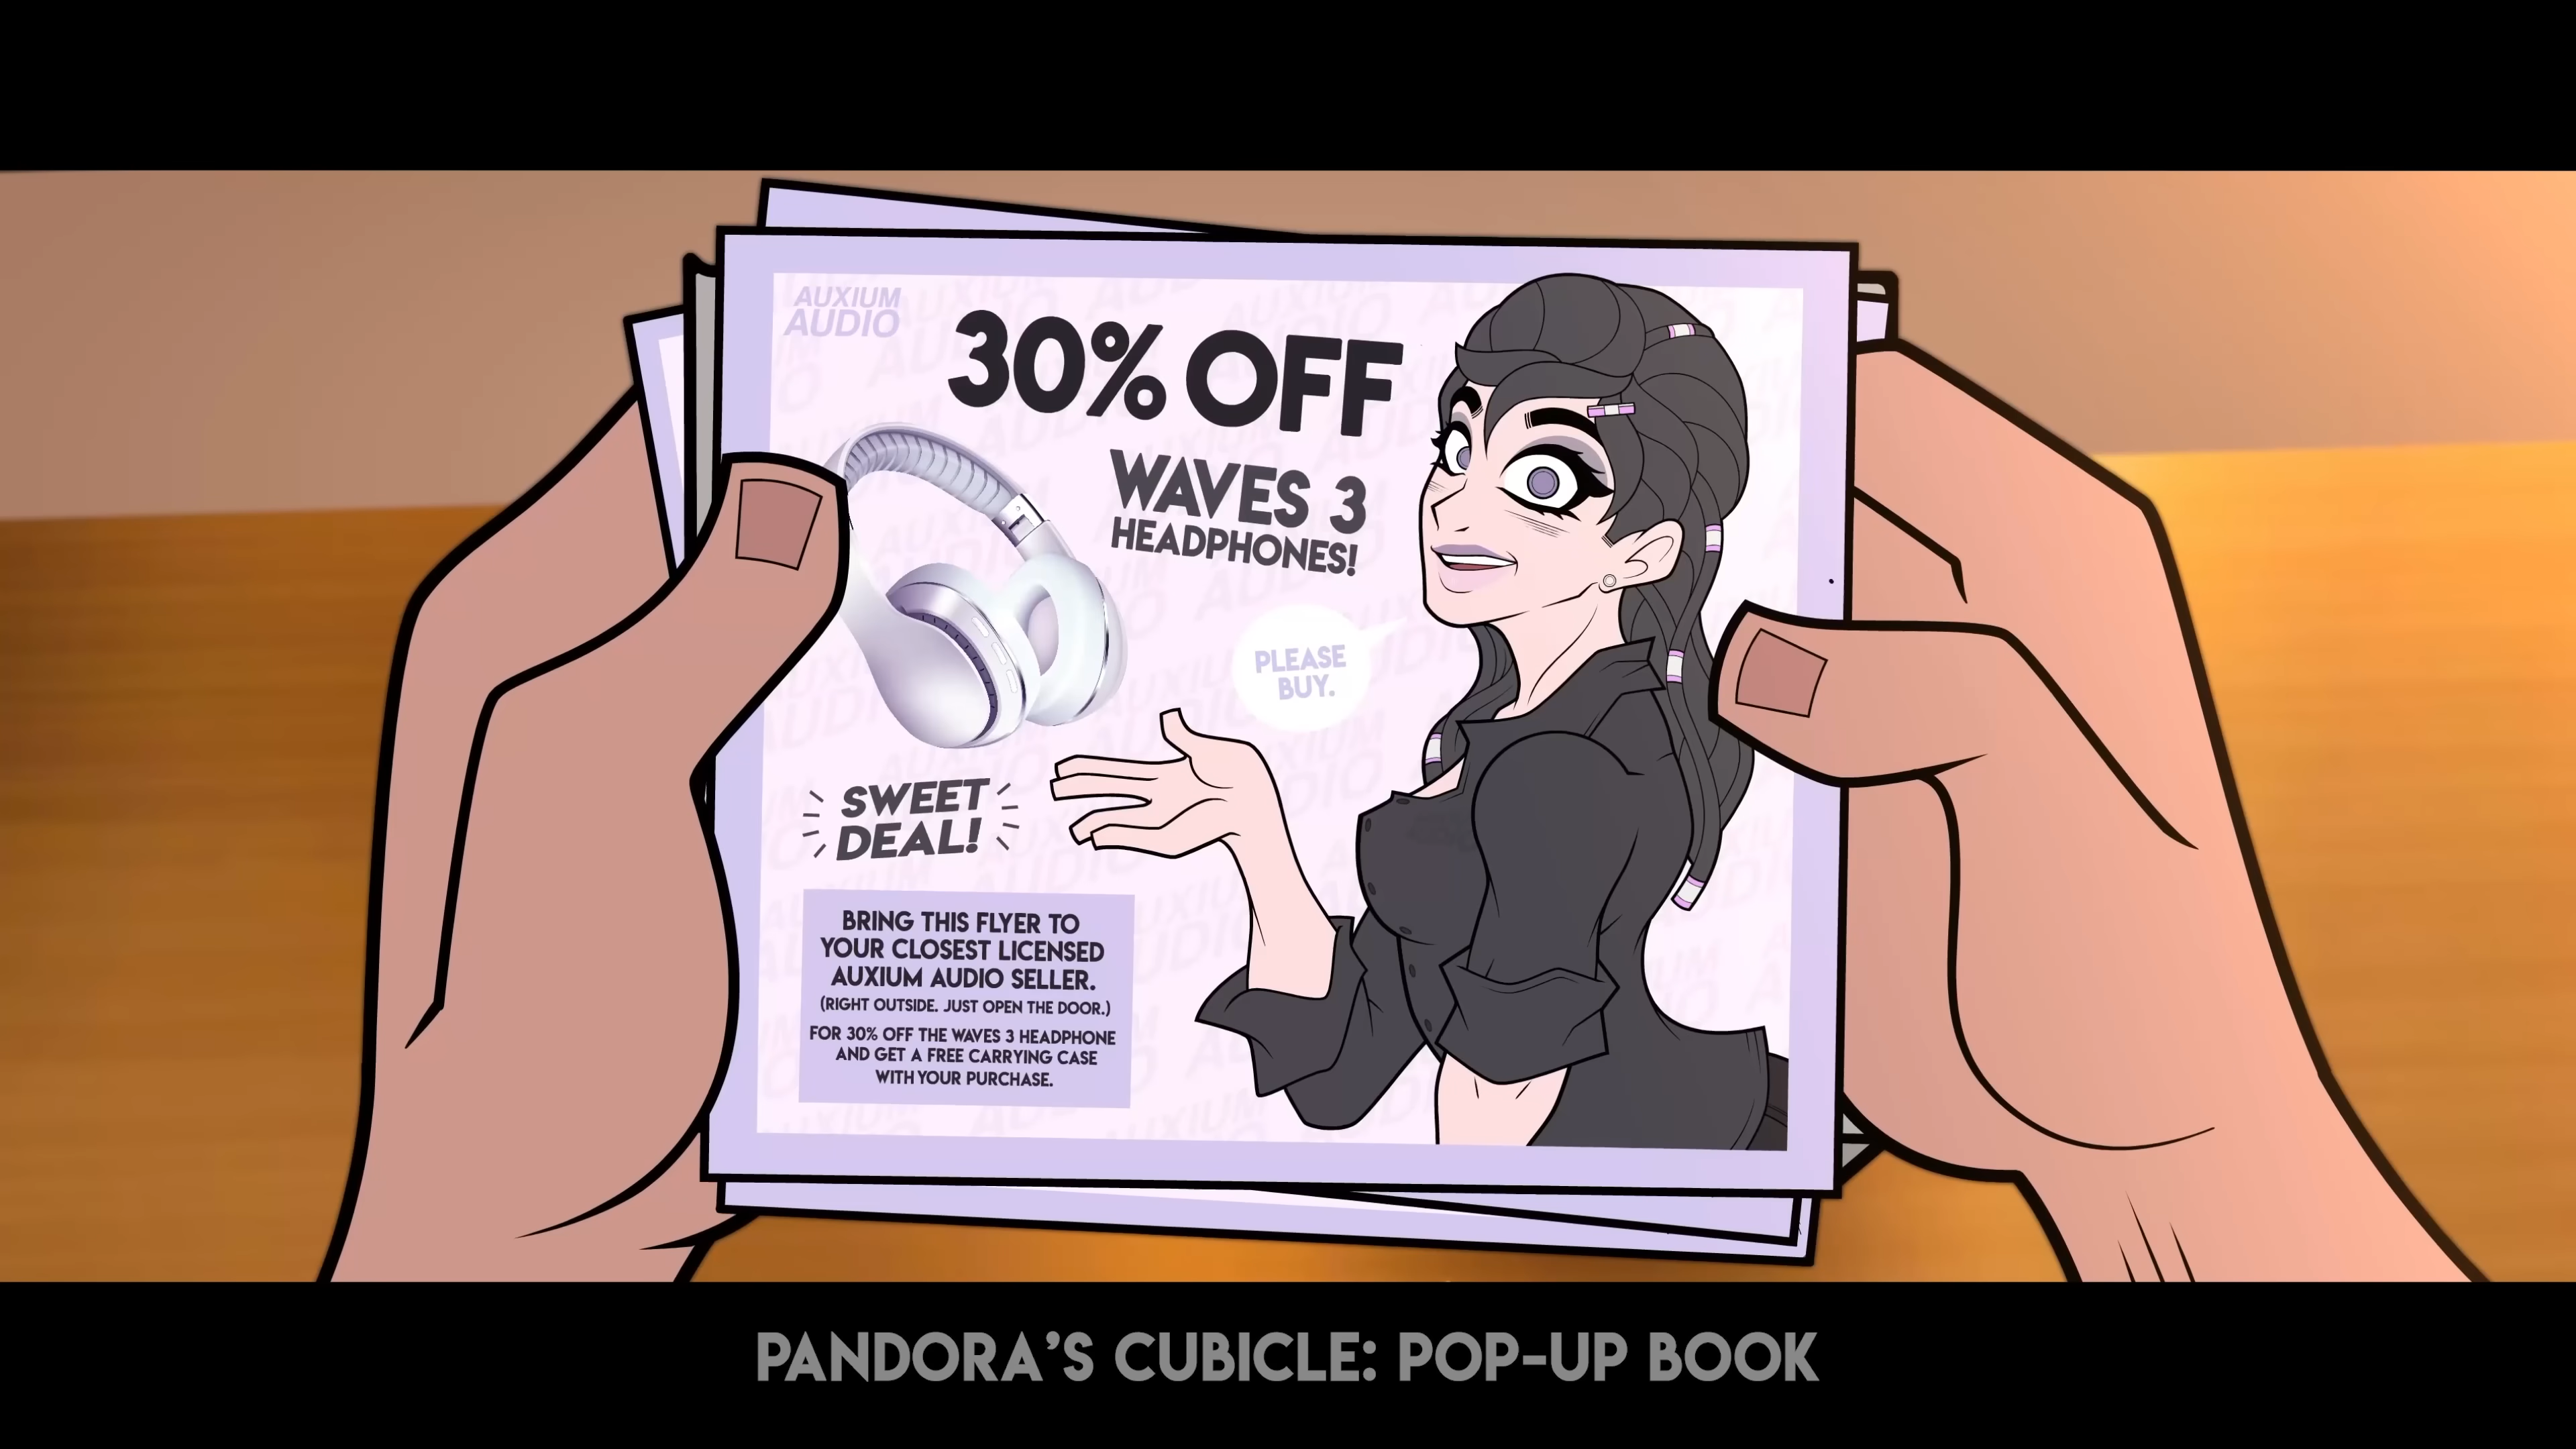 AUXIUM
AUDIO
30% OFF
WAVES 3
HEADPHONES!
PLEASE
BUY.
SWEET
DEAL!
BRING THIS FLYER TO
YOUR CLOSEST LICENSED
AUXIUM AUDIO SELLER.
(RIGHT OUTSIDE. JUST OPEN THE DOOR.)
FOR 30% OFF THE WAVES 3 HEADPHONE
AND GET A FREE CARRYING CASE
WITH YOUR PURCHASE.
PANDORA'S CUBICLE: POP-UP BOOK